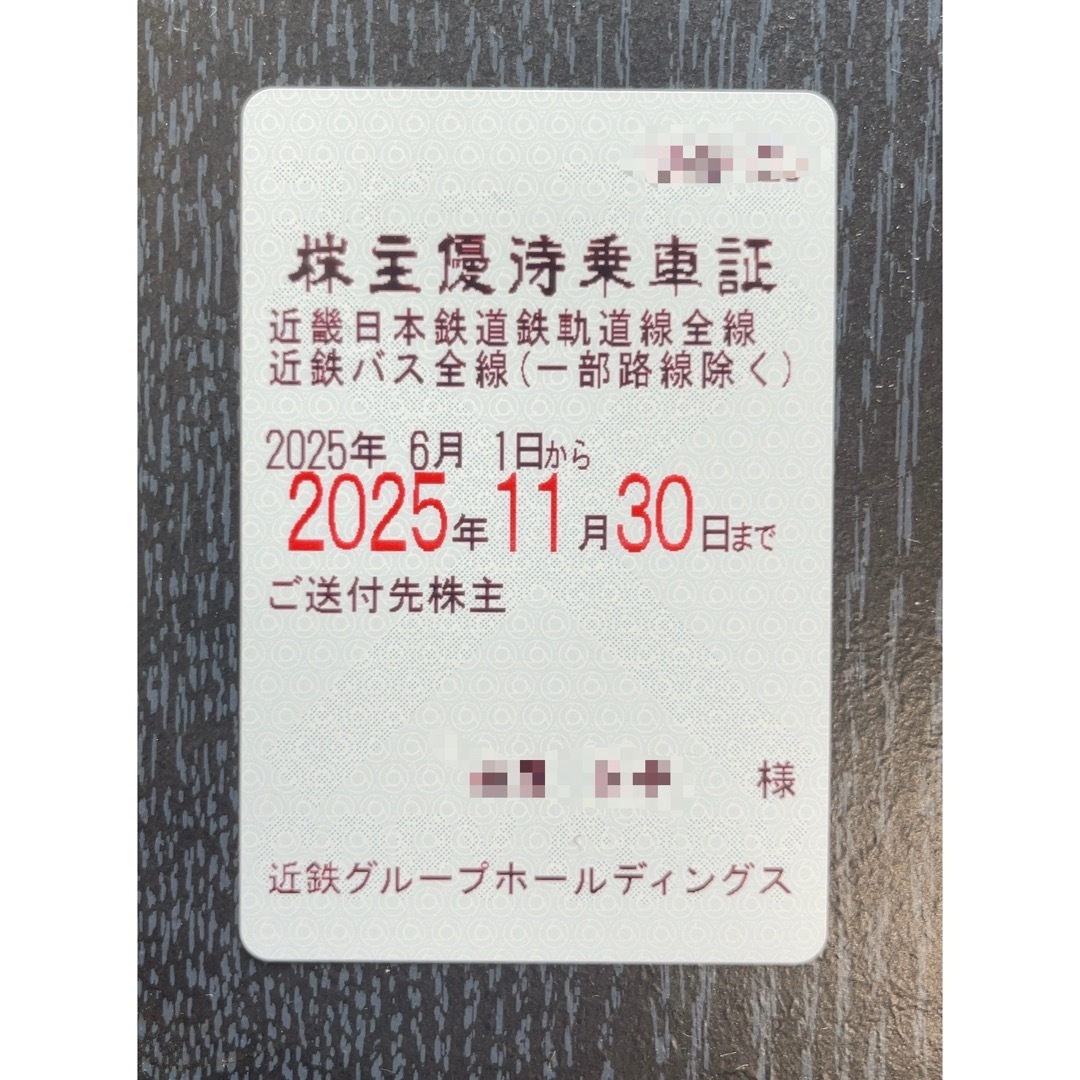 株主優待乗車証
近畿日本鉄道鉄軌道線全線
近鉄バス全線(一部路線除く)
2025年 6月 1日から
2025年11月30日まで
ご送付先株主
様
近鉄グループホールディングス